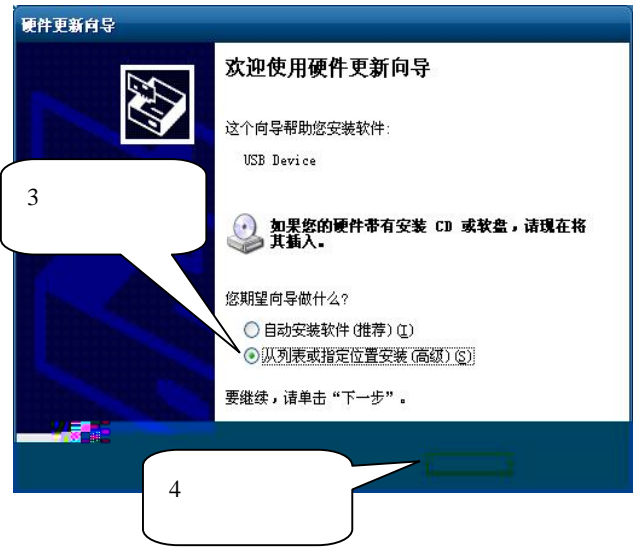 硬件更新向导
欢迎使用硬件更新向导
这个向导帮助您安装软件:
USB Device
3
如果您的硬件带有安装 CD 或软盘，请现在将
其插入。
您期望向导做什么?
自动安装软件(推荐)(I)
从列表或指定位置安装(高级)(S)
要继续，请单击“下一步”。
4